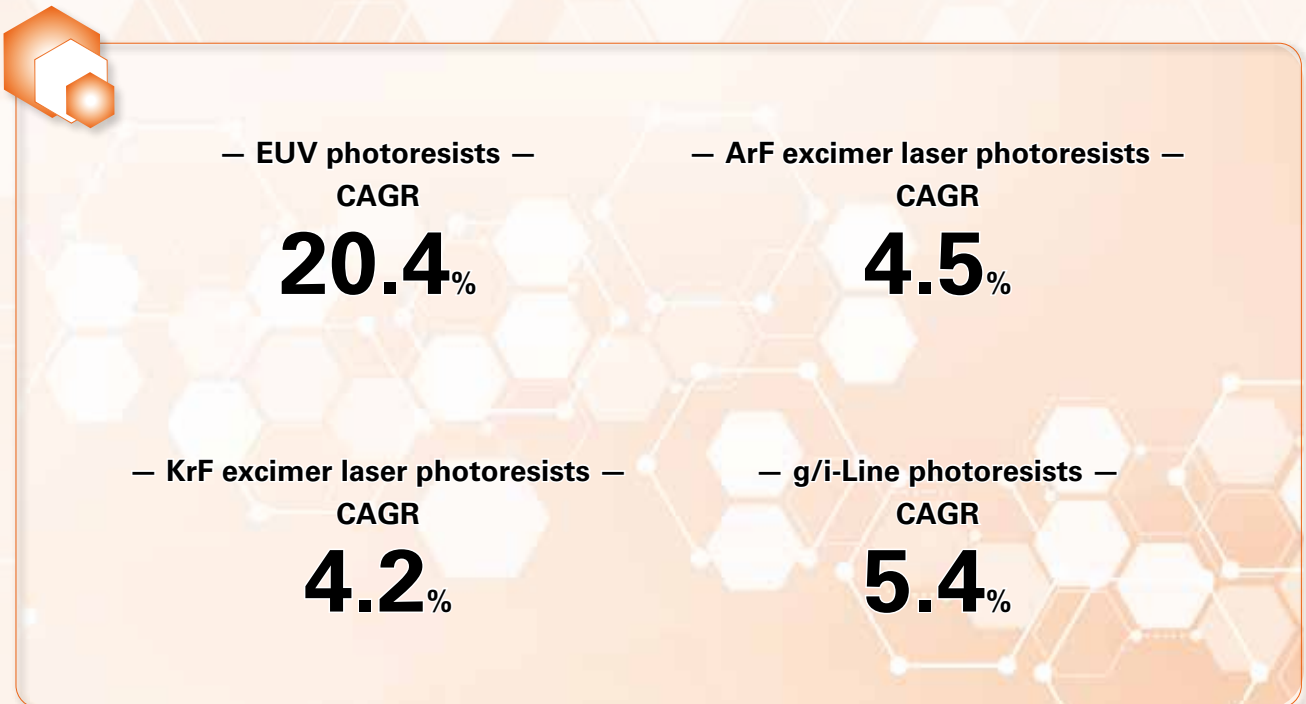 — EUV photoresists —
CAGR
20.4%
— ArF excimer laser photoresists —
CAGR
4.5%
— KrF excimer laser photoresists —
CAGR
4.2%
— g/i-Line photoresists —
CAGR
5.4%